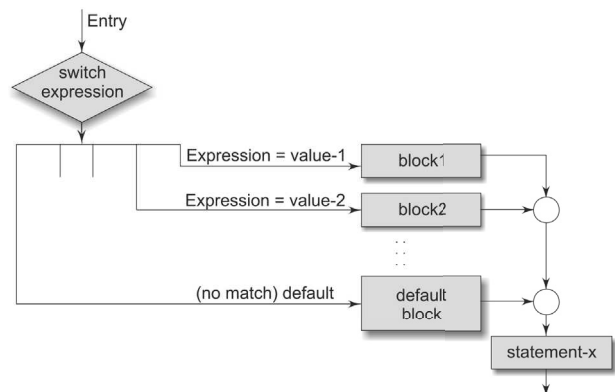 Entry
switch
expression
Expression = value-1
block1
Expression = value-2
block2
(no match) default
default
block
statement-x